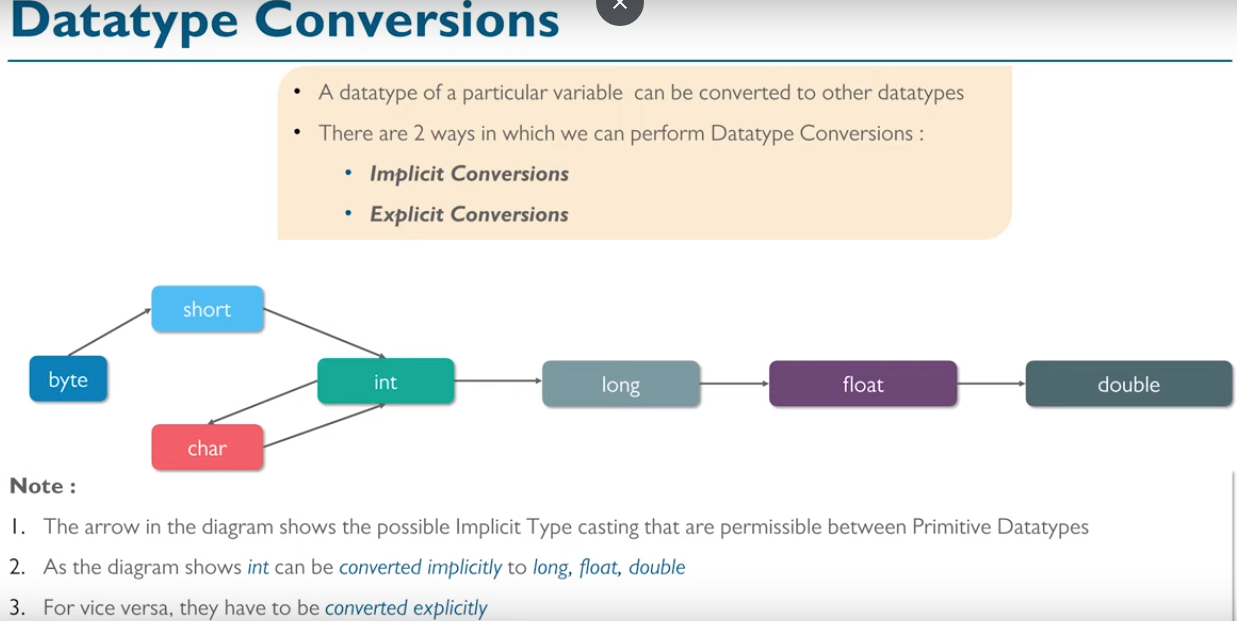 Datatype Conversions
• A datatype of a particular variable can be converted to other datatypes
• There are 2 ways in which we can perform Datatype Conversions :
• Implicit Conversions
• Explicit Conversions
short
byte
int
long
float
double
char
Note :
1. The arrow in the diagram shows the possible Implicit Type casting that are permissible between Primitive Datatypes
2. As the diagram shows int can be converted implicitly to long, float, double
3. For vice versa, they have to be converted explicitly